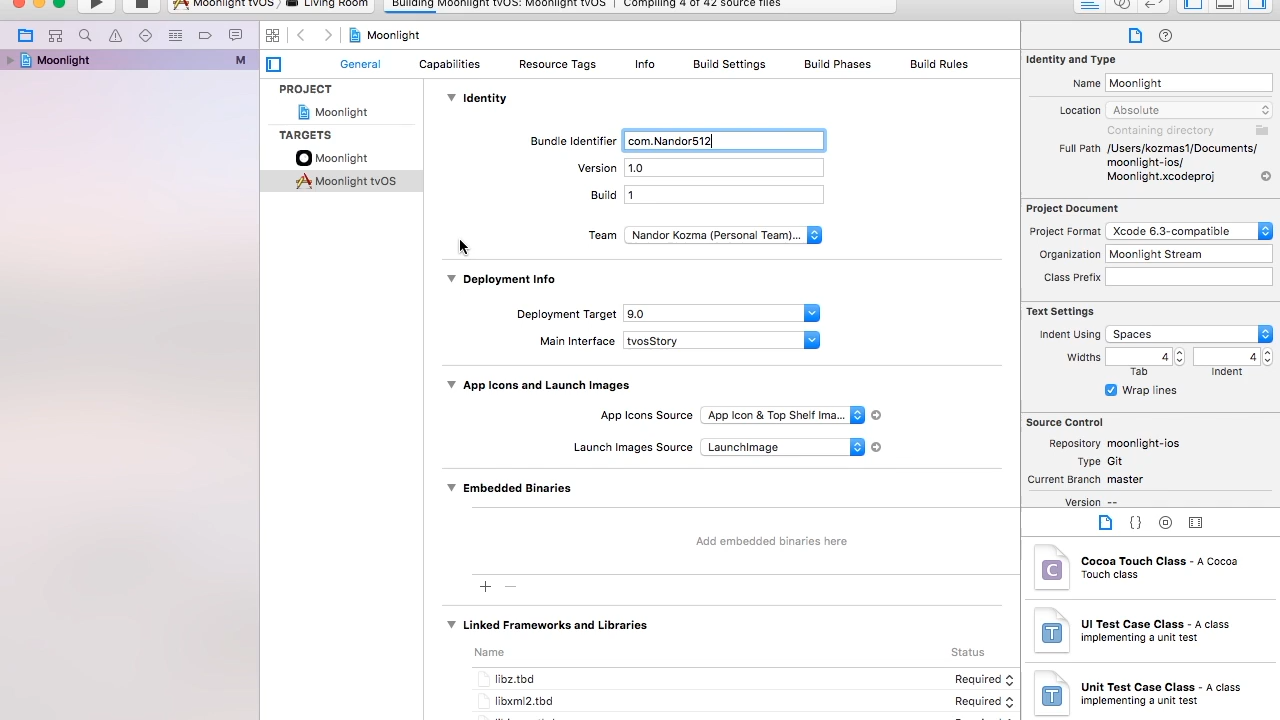 Moonlight tvOS
Living Room
Building Moonlight tvOS: Moonlight tvOS
Compiling 4 of 42 source files
Moonlight
M
Moonlight
General
Capabilities
Resource Tags
Info
Build Settings
Build Phases
Build Rules
PROJECT
Moonlight
TARGETS
Moonlight
Moonlight tvOS
Identity
Bundle Identifier com.Nandor512
Version 1.0
Build 1
Team Nandor Kozma (Personal Team)...
Deployment Info
Deployment Target 9.0
Main Interface tvosStory
App Icons and Launch Images
App Icons Source App Icon & Top Shelf Ima...
Launch Images Source LaunchImage
Embedded Binaries
Add embedded binaries here
Linked Frameworks and Libraries
Name Status
libz.tbd Required
libxml2.tbd Required
Identity and Type
Name Moonlight
Location Absolute
Containing directory
Full Path /Users/kozmas1/Documents/
moonlight-ios/
Moonlight.xcodeproj
Project Document
Project Format Xcode 6.3-compatible
Organization Moonlight Stream
Class Prefix
Text Settings
Indent Using Spaces
Widths 4 4
Tab Indent
Wrap lines
Source Control
Repository moonlight-ios
Type Git
Current Branch master
Version --
{}
C
Cocoa Touch Class - A Cocoa
Touch class
T
UI Test Case Class - A class
implementing a unit test
T
Unit Test Case Class - A class
implementing a unit test